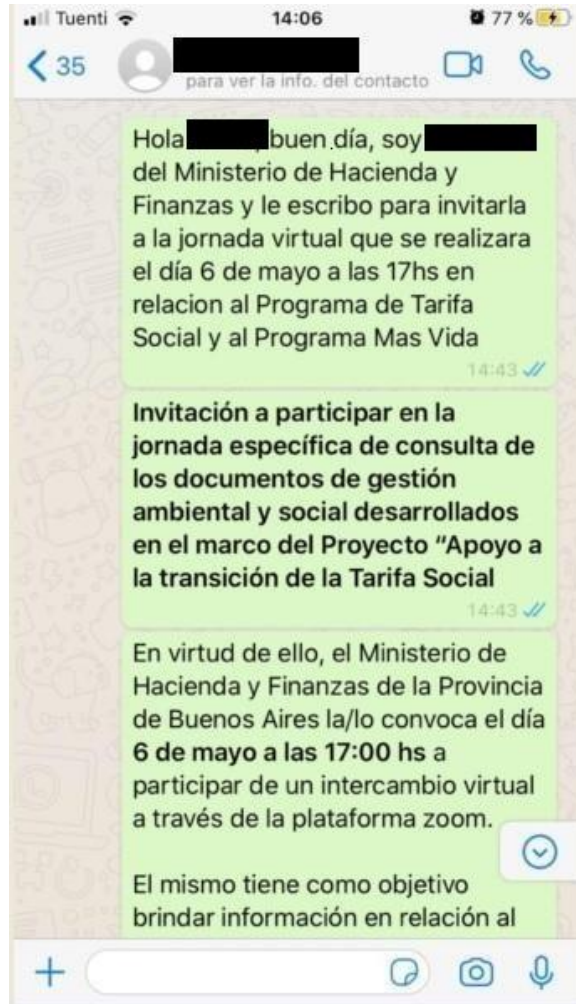 Tuenti 14:06 77 %
35
para ver la info. del contacto
Hola buen.día, soy
del Ministerio de Hacienda y
Finanzas y le escribo para invitarla
a la jornada virtual que se realizara
el día 6 de mayo a las 17hs en
relacion al Programa de Tarifa
Social y al Programa Mas Vida
14:43
Invitación a participar en la
jornada específica de consulta de
los documentos de gestión
ambiental y social desarrollados
en el marco del Proyecto “Apoyo a
la transición de la Tarifa Social
14:43
En virtud de ello, el Ministerio de
Hacienda y Finanzas de la Provincia
de Buenos Aires la/lo convoca el día
6 de mayo a las 17:00 hs a
participar de un intercambio virtual
a través de la plataforma zoom.
El mismo tiene como objetivo
brindar información en relación al